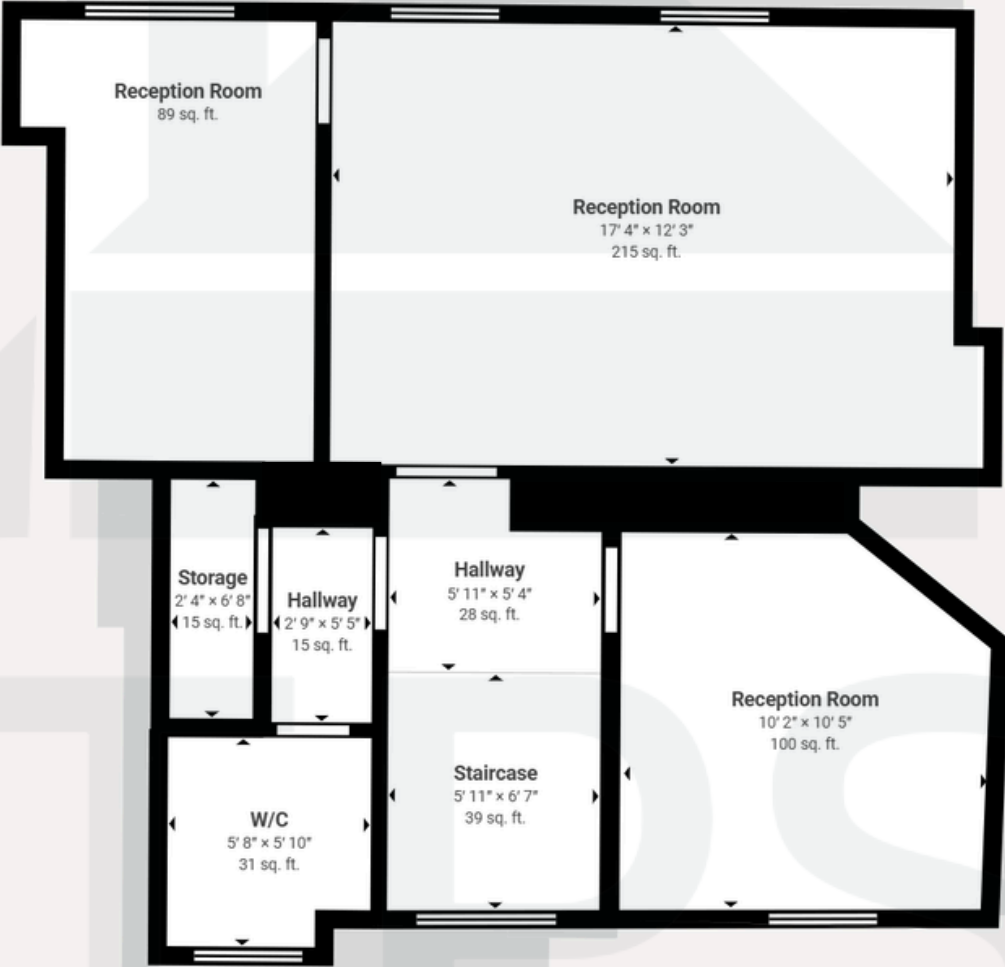 Reception Room
89 sq. ft.
Reception Room
17' 4" × 12' 3"
215 sq. ft.
Storage
2' 4" × 6' 8"
15 sq. ft.
Hallway
2' 9" × 5' 5"
15 sq. ft.
Hallway
5' 11" × 5' 4"
28 sq. ft.
Reception Room
10' 2" × 10' 5"
100 sq. ft.
Staircase
5' 11" × 6' 7"
39 sq. ft.
W/C
5' 8" × 5' 10"
31 sq. ft.